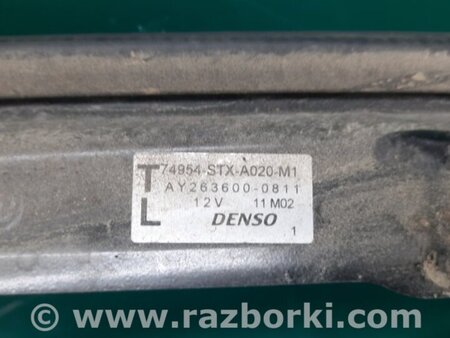 T 74954-STX-A020-M1
L AY263600-0811
12V 11M02
DENSO
1
www.razborki.com